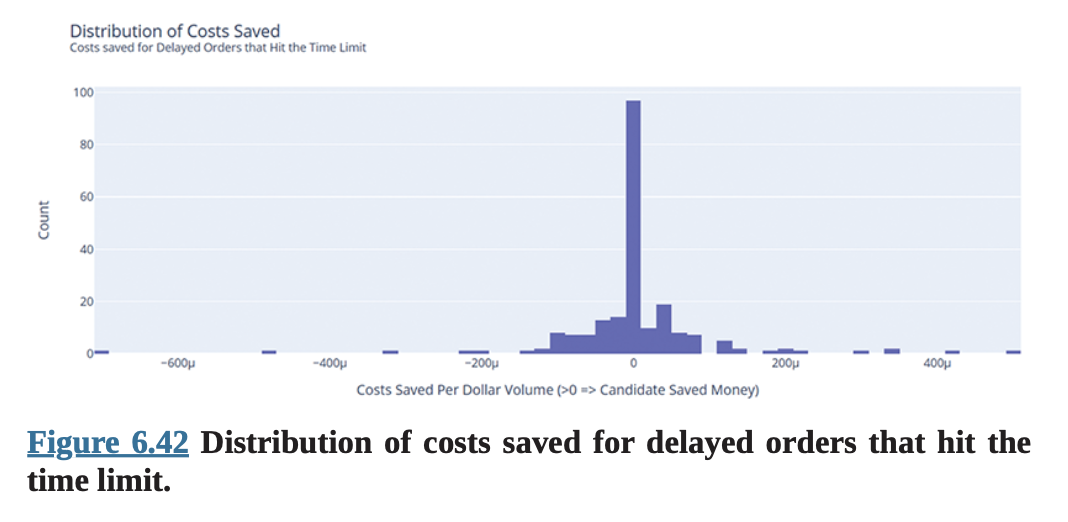 Distribution of Costs Saved
Costs saved for Delayed Orders that Hit the Time Limit
100
80
60
40
20
0
Count
−600μ −400μ −200μ 0 200μ 400μ
Costs Saved Per Dollar Volume (>0 => Candidate Saved Money)
Figure 6.42 Distribution of costs saved for delayed orders that hit the
time limit.